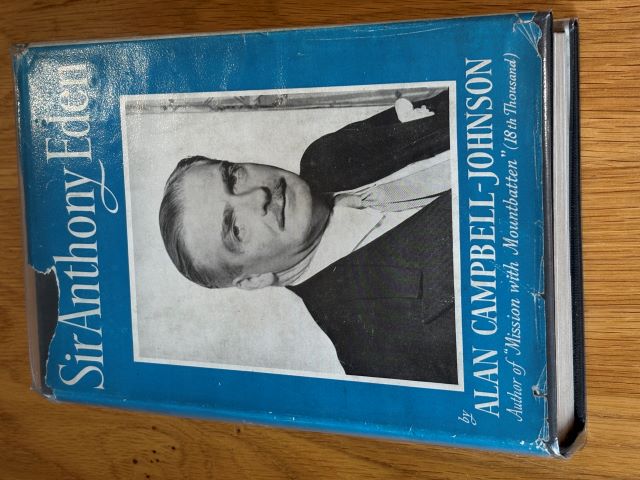 Sir Anthony Eden
by
ALAN CAMPBELL-JOHNSON
Author of "Mission with Mountbatten" (18th Thousand)